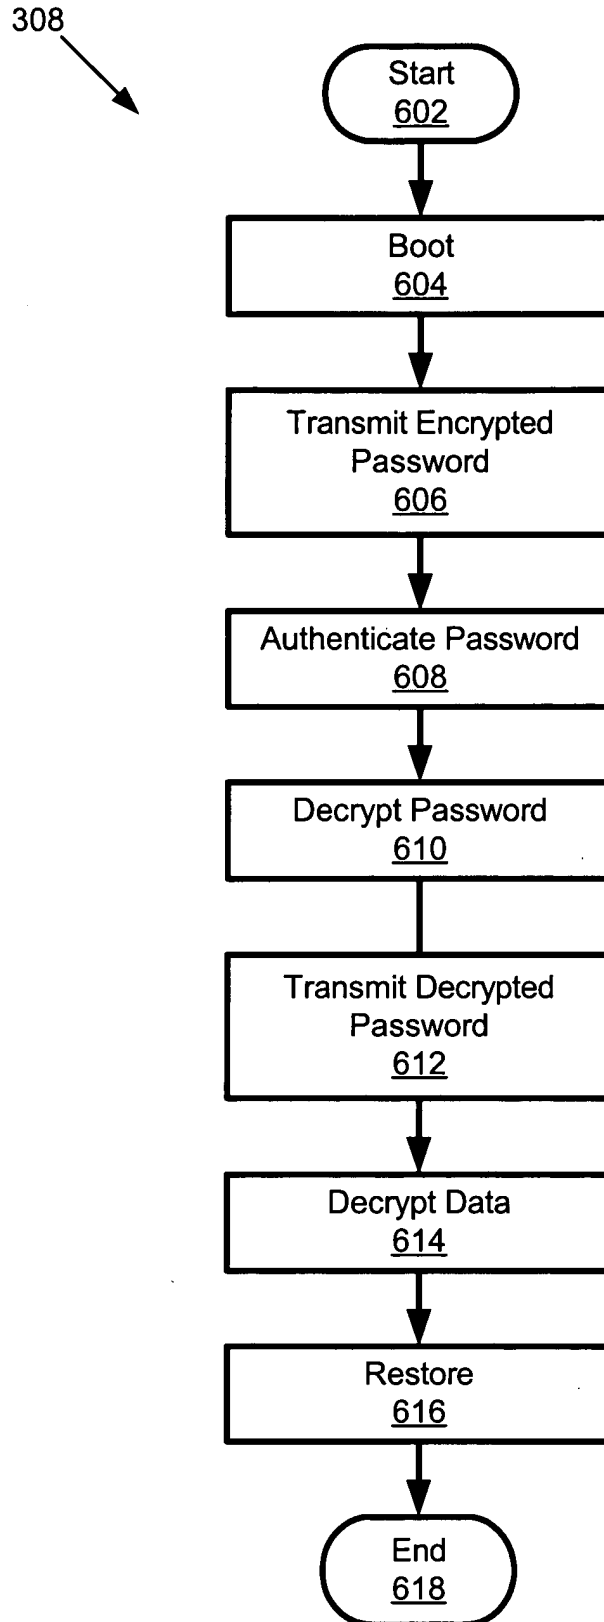 308
Start
602
Boot
604
Transmit Encrypted
Password
606
Authenticate Password
608
Decrypt Password
610
Transmit Decrypted
Password
612
Decrypt Data
614
Restore
616
End
618